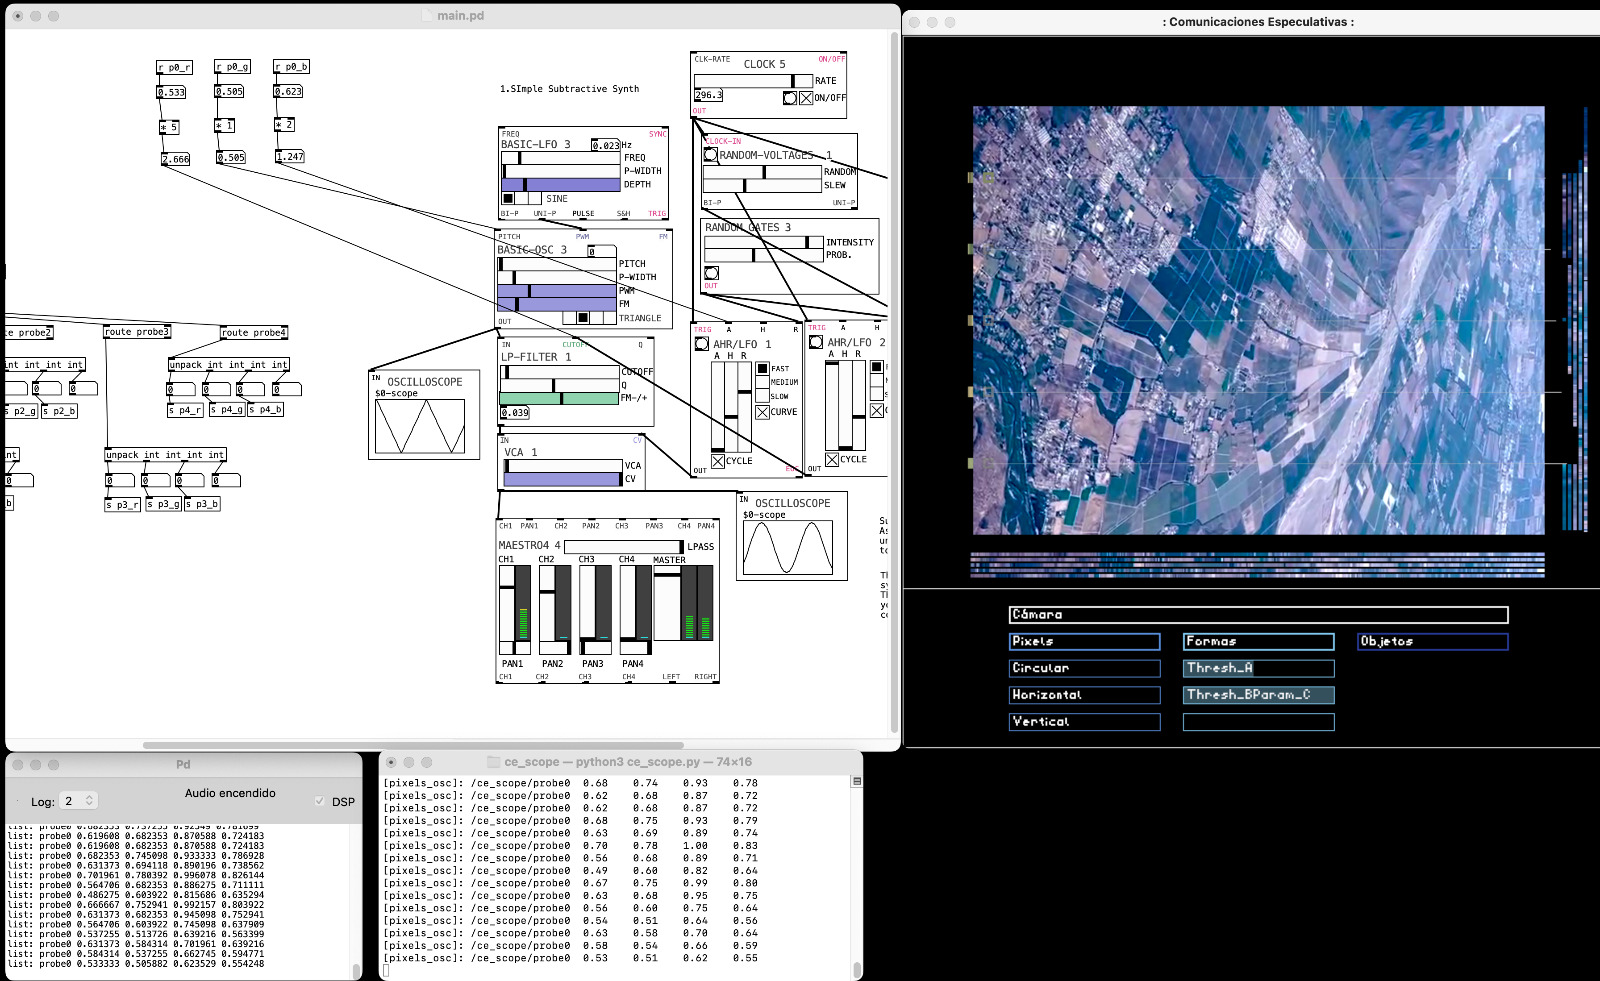 main.pd
r p0_r
r p0_g
r p0_b
0.533
0.505
0.623
* 5
* 1
* 2
2.666
0.505
1.247
1.SImple Subtractive Synth
CLK-RATE
CLOCK 5
ON/OFF
RATE
296.3
ON/OFF
OUT
FREQ
SYNC
BASIC-LFO 3
0.023
Hz
FREQ
P-WIDTH
DEPTH
SINE
BI-P
UNI-P
PULSE
S&H
TRIG
CLOCK-IN
RANDOM-VOLTAGES 1
RANDOM
SLEW
BI-P
UNI-P
RANDOM GATES 3
INTENSITY
PROB.
OUT
PITCH
PWM
FM
BASIC-OSC 3
0
PITCH
P-WIDTH
PWM
FM
OUT
TRIANGLE
route probe3
route probe4
unpack int int int int
0
0
0
0
s p4_r
s p4_g
s p4_b
s p2_g
s p2_b
unpack int int int int
0
0
0
0
s p3_r
s p3_g
s p3_b
IN
OSCILLOSCOPE
$0-scope
IN
CUTOFF
Q
LP-FILTER 1
CUTOFF
Q
FM-/+
0.039
IN
CV
VCA 1
VCA
CV
TRIG
A
H
R
AHR/LFO 1
A H R
FAST
MEDIUM
SLOW
CURVE
CYCLE
OUT
TRIG
A
H
AHR/LFO 2
A H R
CYCLE
OUT
IN
OSCILLOSCOPE
$0-scope
CH1
PAN1
CH2
PAN2
CH3
PAN3
CH4
PAN4
MAESTRO4 4
LPASS
CH1
CH2
CH3
CH4
MASTER
PAN1
PAN2
PAN3
PAN4
CH1
CH2
CH3
CH4
LEFT
RIGHT
: Comunicaciones Especulativas :
Cámara
Pixels
Formas
Objetos
Circular
Thresh_A
Horizontal
Thresh_BParam_C
Vertical
Pd
Log:
2
Audio encendido
DSP
list: probe0 0.682353 0.737255 0.92549 0.781699
list: probe0 0.619608 0.682353 0.870588 0.724183
list: probe0 0.619608 0.682353 0.870588 0.724183
list: probe0 0.682353 0.745098 0.933333 0.786928
list: probe0 0.631373 0.694118 0.890196 0.738562
list: probe0 0.701961 0.780392 0.996078 0.826144
list: probe0 0.564706 0.682353 0.886275 0.711111
list: probe0 0.486275 0.603922 0.815686 0.635294
list: probe0 0.666667 0.752941 0.992157 0.803922
list: probe0 0.631373 0.682353 0.945098 0.752941
list: probe0 0.564706 0.603922 0.745098 0.637909
list: probe0 0.537255 0.513726 0.639216 0.563399
list: probe0 0.631373 0.584314 0.701961 0.639216
list: probe0 0.584314 0.537255 0.662745 0.594771
list: probe0 0.533333 0.505882 0.623529 0.554248
ce_scope — python3 ce_scope.py — 74×16
[pixels_osc]: /ce_scope/probe0 0.68 0.74 0.93 0.78
[pixels_osc]: /ce_scope/probe0 0.62 0.68 0.87 0.72
[pixels_osc]: /ce_scope/probe0 0.62 0.68 0.87 0.72
[pixels_osc]: /ce_scope/probe0 0.68 0.75 0.93 0.79
[pixels_osc]: /ce_scope/probe0 0.63 0.69 0.89 0.74
[pixels_osc]: /ce_scope/probe0 0.70 0.78 1.00 0.83
[pixels_osc]: /ce_scope/probe0 0.56 0.68 0.89 0.71
[pixels_osc]: /ce_scope/probe0 0.49 0.60 0.82 0.64
[pixels_osc]: /ce_scope/probe0 0.67 0.75 0.99 0.80
[pixels_osc]: /ce_scope/probe0 0.63 0.68 0.95 0.75
[pixels_osc]: /ce_scope/probe0 0.56 0.60 0.75 0.64
[pixels_osc]: /ce_scope/probe0 0.54 0.51 0.64 0.56
[pixels_osc]: /ce_scope/probe0 0.63 0.58 0.70 0.64
[pixels_osc]: /ce_scope/probe0 0.58 0.54 0.66 0.59
[pixels_osc]: /ce_scope/probe0 0.53 0.51 0.62 0.55